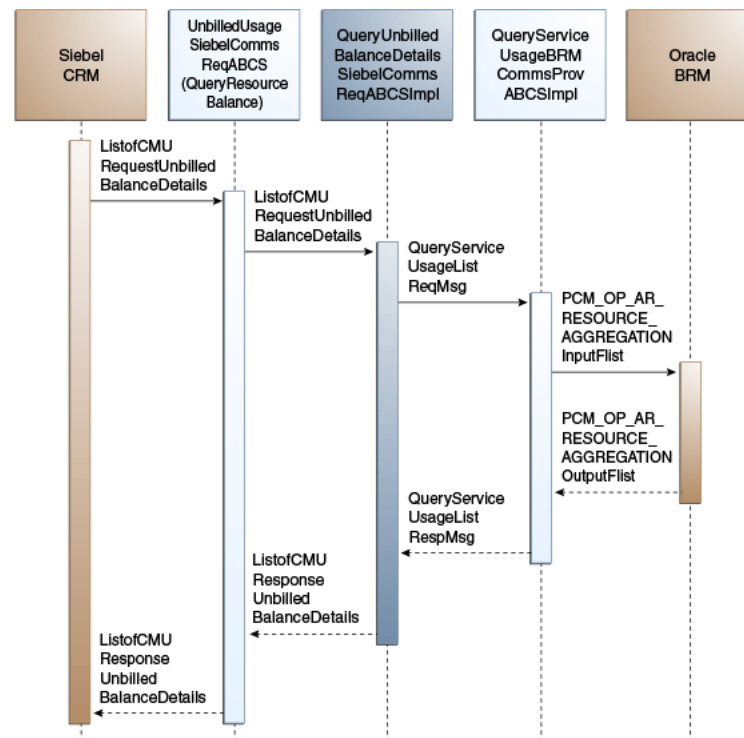 Siebel
CRM
UnbilledUsage
SiebelComms
ReqABCS
(QueryResource
Balance)
QueryUnbilled
BalanceDetails
SiebelComms
ReqABCSImpl
QueryService
UsageBRM
CommsProv
ABCSImpl
Oracle
BRM
ListofCMU
RequestUnbilled
BalanceDetails
ListofCMU
RequestUnbilled
BalanceDetails
QueryService
UsageList
ReqMsg
PCM_OP_AR_
RESOURCE_
AGGREGATION
InputFlist
PCM_OP_AR_
RESOURCE_
AGGREGATION
OutputFlist
QueryService
UsageList
RespMsg
ListofCMU
Response
Unbilled
BalanceDetails
ListofCMU
Response
Unbilled
BalanceDetails